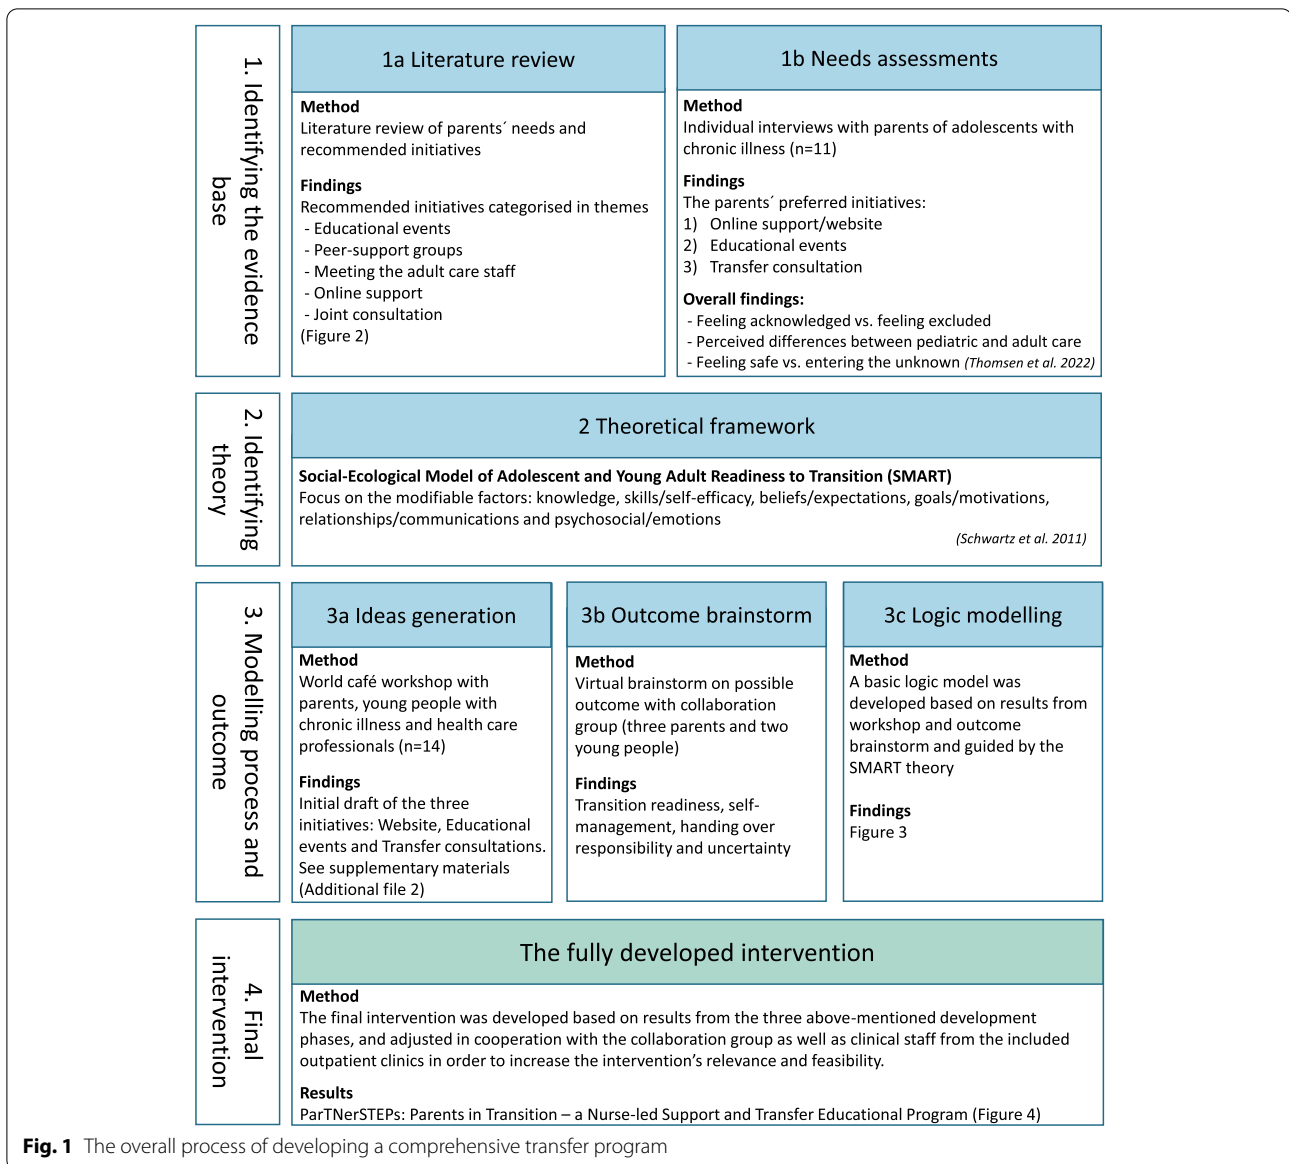 1. Identifying the evidence
base
1a Literature review
Method
Literature review of parents´ needs and
recommended initiatives
Findings
Recommended initiatives categorised in themes
- Educational events
- Peer-support groups
- Meeting the adult care staff
- Online support
- Joint consultation
(Figure 2)
1b Needs assessments
Method
Individual interviews with parents of adolescents with
chronic illness (n=11)
Findings
The parents´ preferred initiatives:
1) Online support/website
2) Educational events
3) Transfer consultation
Overall findings:
- Feeling acknowledged vs. feeling excluded
- Perceived differences between pediatric and adult care
- Feeling safe vs. entering the unknown (Thomsen et al. 2022)
2. Identifying
theory
2 Theoretical framework
Social-Ecological Model of Adolescent and Young Adult Readiness to Transition (SMART)
Focus on the modifiable factors: knowledge, skills/self-efficacy, beliefs/expectations, goals/motivations,
relationships/communications and psychosocial/emotions
(Schwartz et al. 2011)
3. Modelling process and
outcome
3a Ideas generation
Method
World café workshop with
parents, young people with
chronic illness and health care
professionals (n=14)
Findings
Initial draft of the three
initiatives: Website, Educational
events and Transfer consultations.
See supplementary materials
(Additional file 2)
3b Outcome brainstorm
Method
Virtual brainstorm on possible
outcome with collaboration
group (three parents and two
young people)
Findings
Transition readiness, self-
management, handing over
responsibility and uncertainty
3c Logic modelling
Method
A basic logic model was
developed based on results from
workshop and outcome
brainstorm and guided by the
SMART theory
Findings
Figure 3
4. Final
intervention
The fully developed intervention
Method
The final intervention was developed based on results from the three above-mentioned development
phases, and adjusted in cooperation with the collaboration group as well as clinical staff from the included
outpatient clinics in order to increase the intervention’s relevance and feasibility.
Results
ParTNerSTEPs: Parents in Transition – a Nurse-led Support and Transfer Educational Program (Figure 4)
Fig. 1 The overall process of developing a comprehensive transfer program